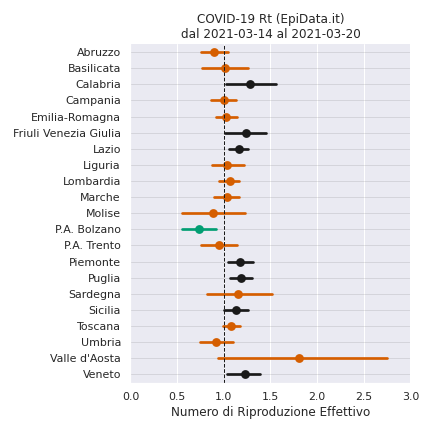 COVID-19 Rt (EpiData.it)
dal 2021-03-14 al 2021-03-20
Abruzzo
Basilicata
Calabria
Campania
Emilia-Romagna
Friuli Venezia Giulia
Lazio
Liguria
Lombardia
Marche
Molise
P.A. Bolzano
P.A. Trento
Piemonte
Puglia
Sardegna
Sicilia
Toscana
Umbria
Valle d'Aosta
Veneto
0.0 0.5 1.0 1.5 2.0 2.5 3.0
Numero di Riproduzione Effettivo